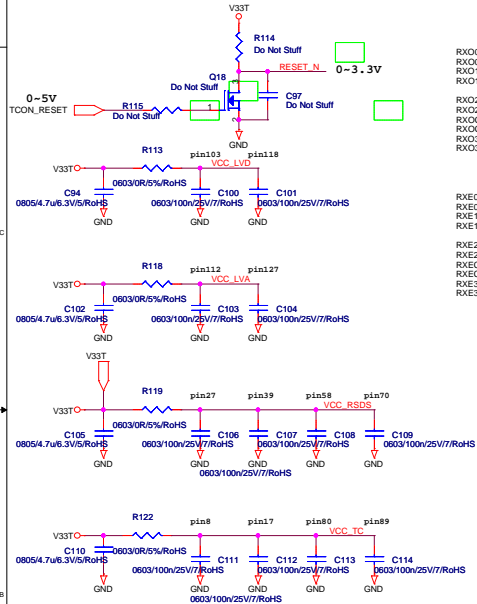 V33T
R114
Do Not Stuff
RESET_N
0~3.3V
Q18
Do Not Stuff
3
1
2
C97
Do Not Stuff
0~5V
TCON_RESET
R115
Do Not Stuff
GND
RXO2
RXE2
C
R113
pin103
pin118
VCC_LVD
V33T
0603/0R/5%/RoHS
C94
C100
C101
0805/4.7u/6.3V/5/RoHS
0603/100n/25V/7/RoHS
0603/100n/25V/7/RoHS
GND
GND
GND
R118
pin112
pin127
VCC_LVA
V33T
0603/0R/5%/RoHS
C102
C103
C104
0805/4.7u/6.3V/5/RoHS
0603/100n/25V/7/RoHS
0603/100n/25V/7/RoHS
GND
GND
GND
V33T
R119
pin27
pin39
pin58
pin70
VCC_RSDS
V33T
0603/0R/5%/RoHS
C105
C106
C107
C108
C109
0805/4.7u/6.3V/5/RoHS
0603/100n/25V/7/RoHS
0603/100n/25V/7/RoHS
0603/100n/25V/7/RoHS
GND
GND
GND
GND
GND
0603/100n/25V/7/RoHS
R122
pin8
pin17
pin80
pin89
VCC_TC
V33T
0603/0R/5%/RoHS
C110
C111
C112
C113
C114
0805/4.7u/6.3V/5/RoHS
0603/100n/25V/7/RoHS
0603/100n/25V/7/RoHS
0603/100n/25V/7/RoHS
GND
GND
GND
GND
GND
0603/100n/25V/7/RoHS
B